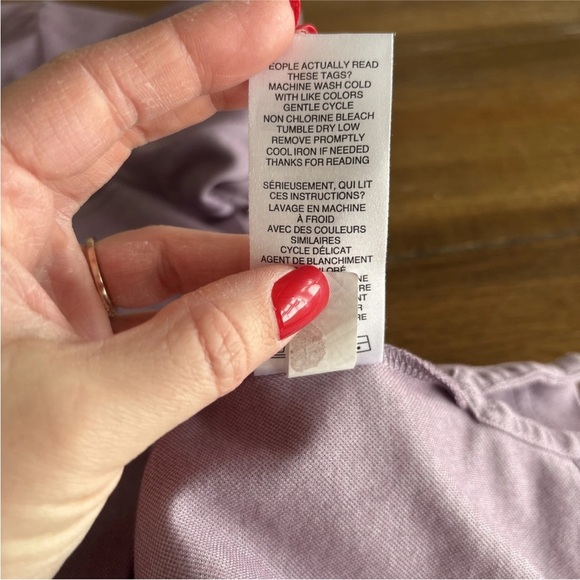 EOPLE ACTUALLY READ
THESE TAGS?
MACHINE WASH COLD
WITH LIKE COLORS
GENTLE CYCLE
NON CHLORINE BLEACH
TUMBLE DRY LOW
REMOVE PROMPTLY
COOL IRON IF NEEDED
THANKS FOR READING
SÉRIEUSEMENT, QUI LIT
CES INSTRUCTIONS?
LAVAGE EN MACHINE
À FROID
AVEC DES COULEURS
SIMILAIRES
CYCLE DÉLICAT
AGENT DE BLANCHIMENT